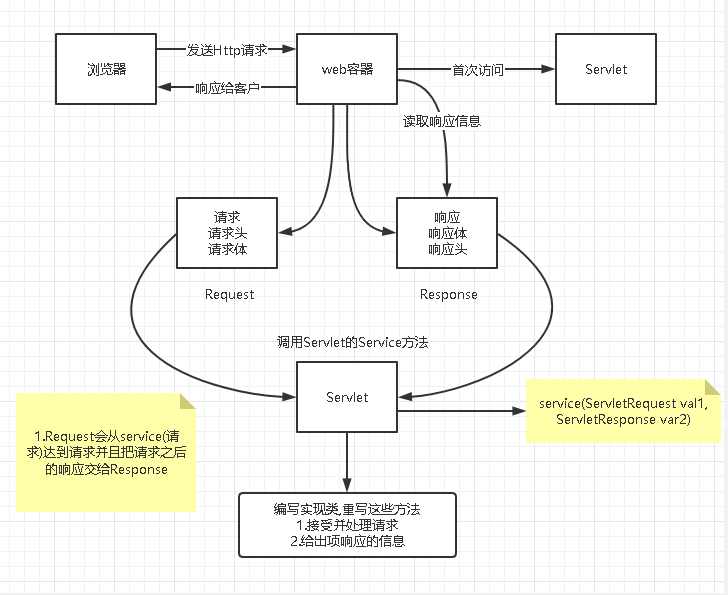 浏览器
发送Http请求
响应给客户
web容器
首次访问
Servlet
读取响应信息
请求
请求头
请求体
Request
响应
响应体
响应头
Response
调用Servlet的Service方法
Servlet
service(ServletRequest val1,
ServletResponse var2)
1.Request会从service(请
求)达到请求并且把请求之后
的响应交给Response
编写实现类,重写这些方法
1.接受并处理请求
2.给出项响应的信息